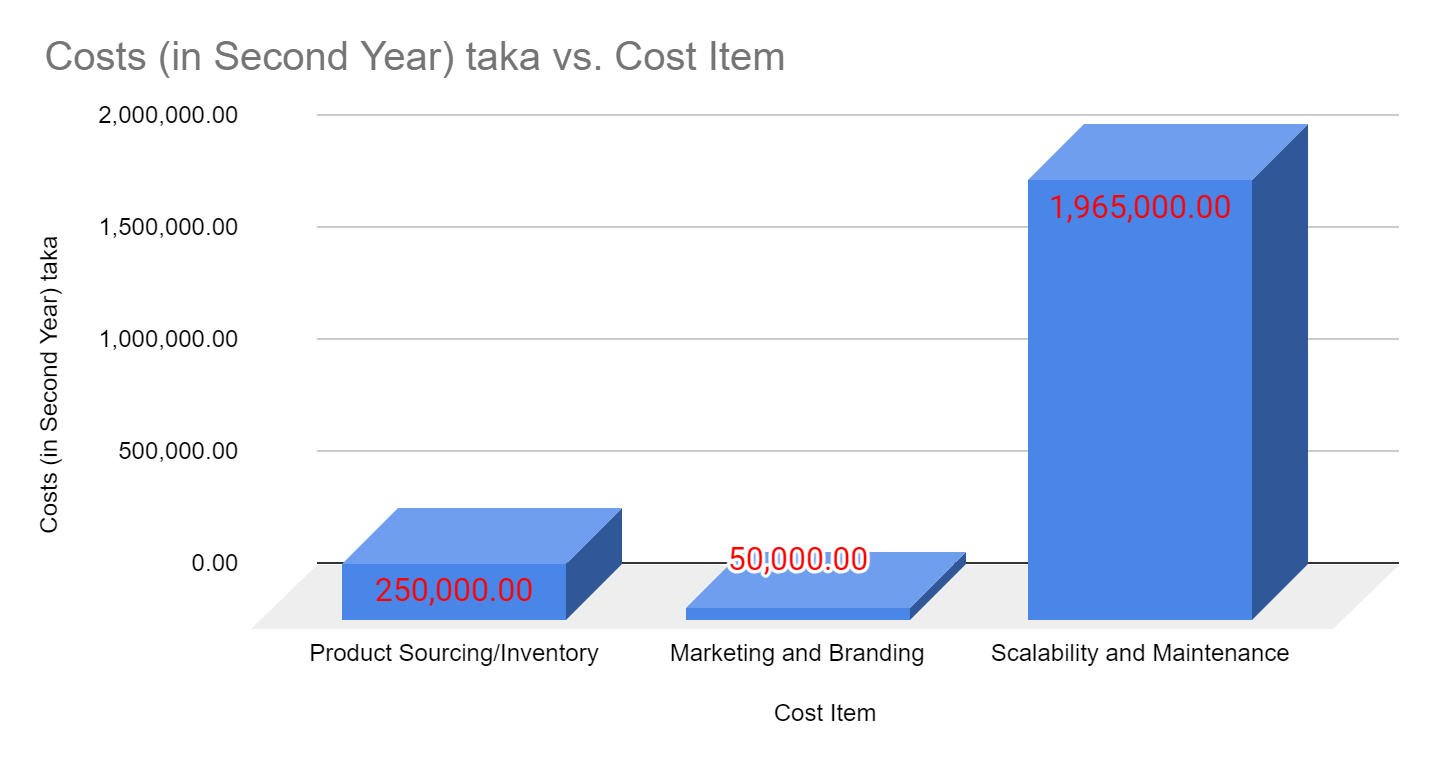 Costs (in Second Year) taka vs. Cost Item
2,000,000.00
1,500,000.00
1,000,000.00
500,000.00
0.00
Costs (in Second Year) taka
250,000.00
50,000.00
1,965,000.00
Product Sourcing/Inventory
Marketing and Branding
Scalability and Maintenance
Cost Item